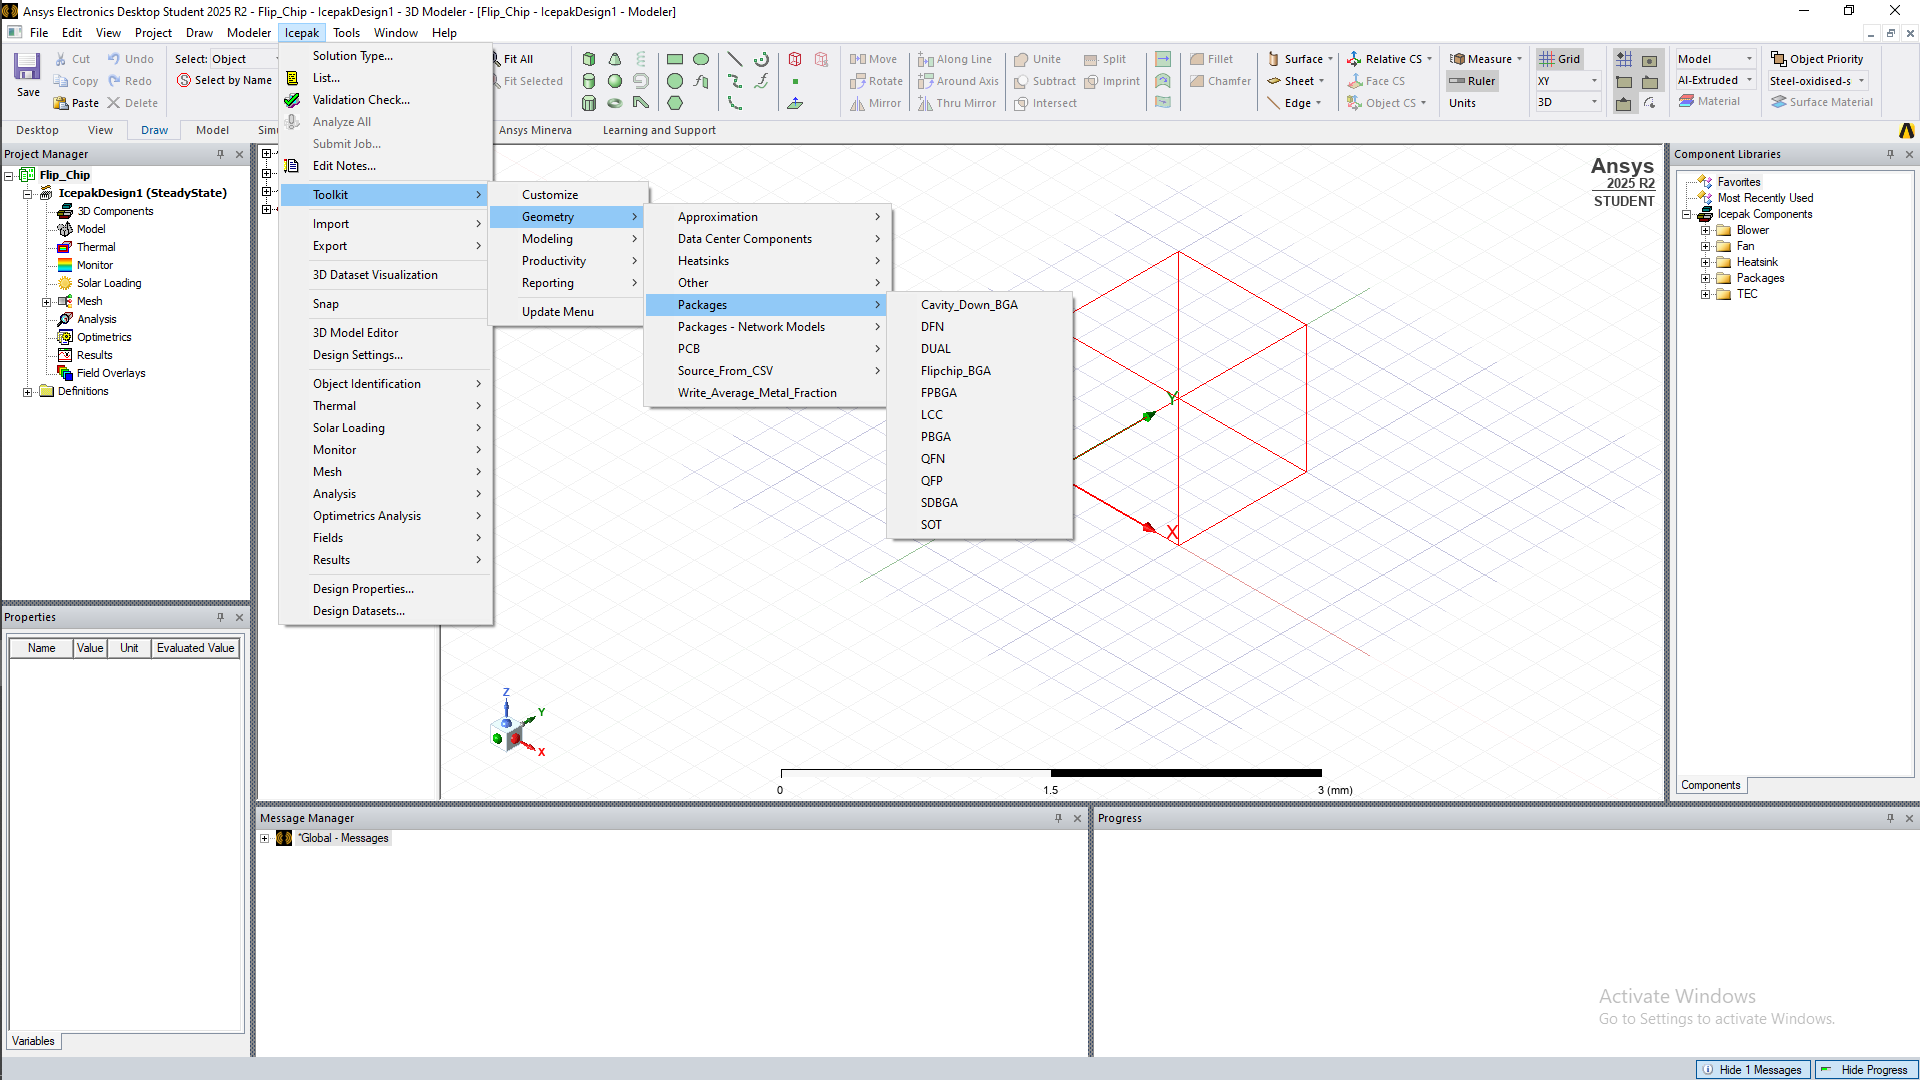 Ansys Electronics Desktop Student 2025 R2 - Flip_Chip - IcepakDesign1 - 3D Modeler - [Flip_Chip - IcepakDesign1 - Modeler]
File Edit View Project Draw Modeler Icepak Tools Window Help
Save
Cut
Copy
Paste
Undo
Redo
Delete
Select: Object
Select by Name
Fit All
Fit Selected
Move
Rotate
Mirror
Along Line
Around Axis
Thru Mirror
Unite
Subtract
Intersect
Split
Imprint
Fillet
Chamfer
Surface
Sheet
Edge
Relative CS
Face CS
Object CS
Measure
Ruler
Units
Grid
XY
3D
Model
Al-Extruded
Material
Object Priority
Steel-oxidised-s
Surface Material
Desktop View Draw Model Ansys Minerva Learning and Support
Project Manager
Flip_Chip
IcepakDesign1 (SteadyState)
3D Components
Model
Thermal
Monitor
Solar Loading
Mesh
Analysis
Optimetrics
Results
Field Overlays
Definitions
Properties
Name Value Unit Evaluated Value
Variables
Solution Type...
List...
Validation Check...
Analyze All
Submit Job...
Edit Notes...
Toolkit
Import
Export
3D Dataset Visualization
Snap
3D Model Editor
Design Settings...
Object Identification
Thermal
Solar Loading
Monitor
Mesh
Analysis
Optimetrics Analysis
Fields
Results
Design Properties...
Design Datasets...
Customize
Geometry
Modeling
Productivity
Reporting
Update Menu
Approximation
Data Center Components
Heatsinks
Other
Packages
Packages - Network Models
PCB
Source_From_CSV
Write_Average_Metal_Fraction
Cavity_Down_BGA
DFN
DUAL
Flipchip_BGA
FPBGA
LCC
PBGA
QFN
QFP
SDBGA
SOT
Ansys
2025 R2
STUDENT
Y
X
Z
Y
X
0 1.5 3 (mm)
Component Libraries
Favorites
Most Recently Used
Icepak Components
Blower
Fan
Heatsink
Packages
TEC
Components
Message Manager
*Global - Messages
Progress
Activate Windows
Go to Settings to activate Windows.
Hide 1 Messages
Hide Progress